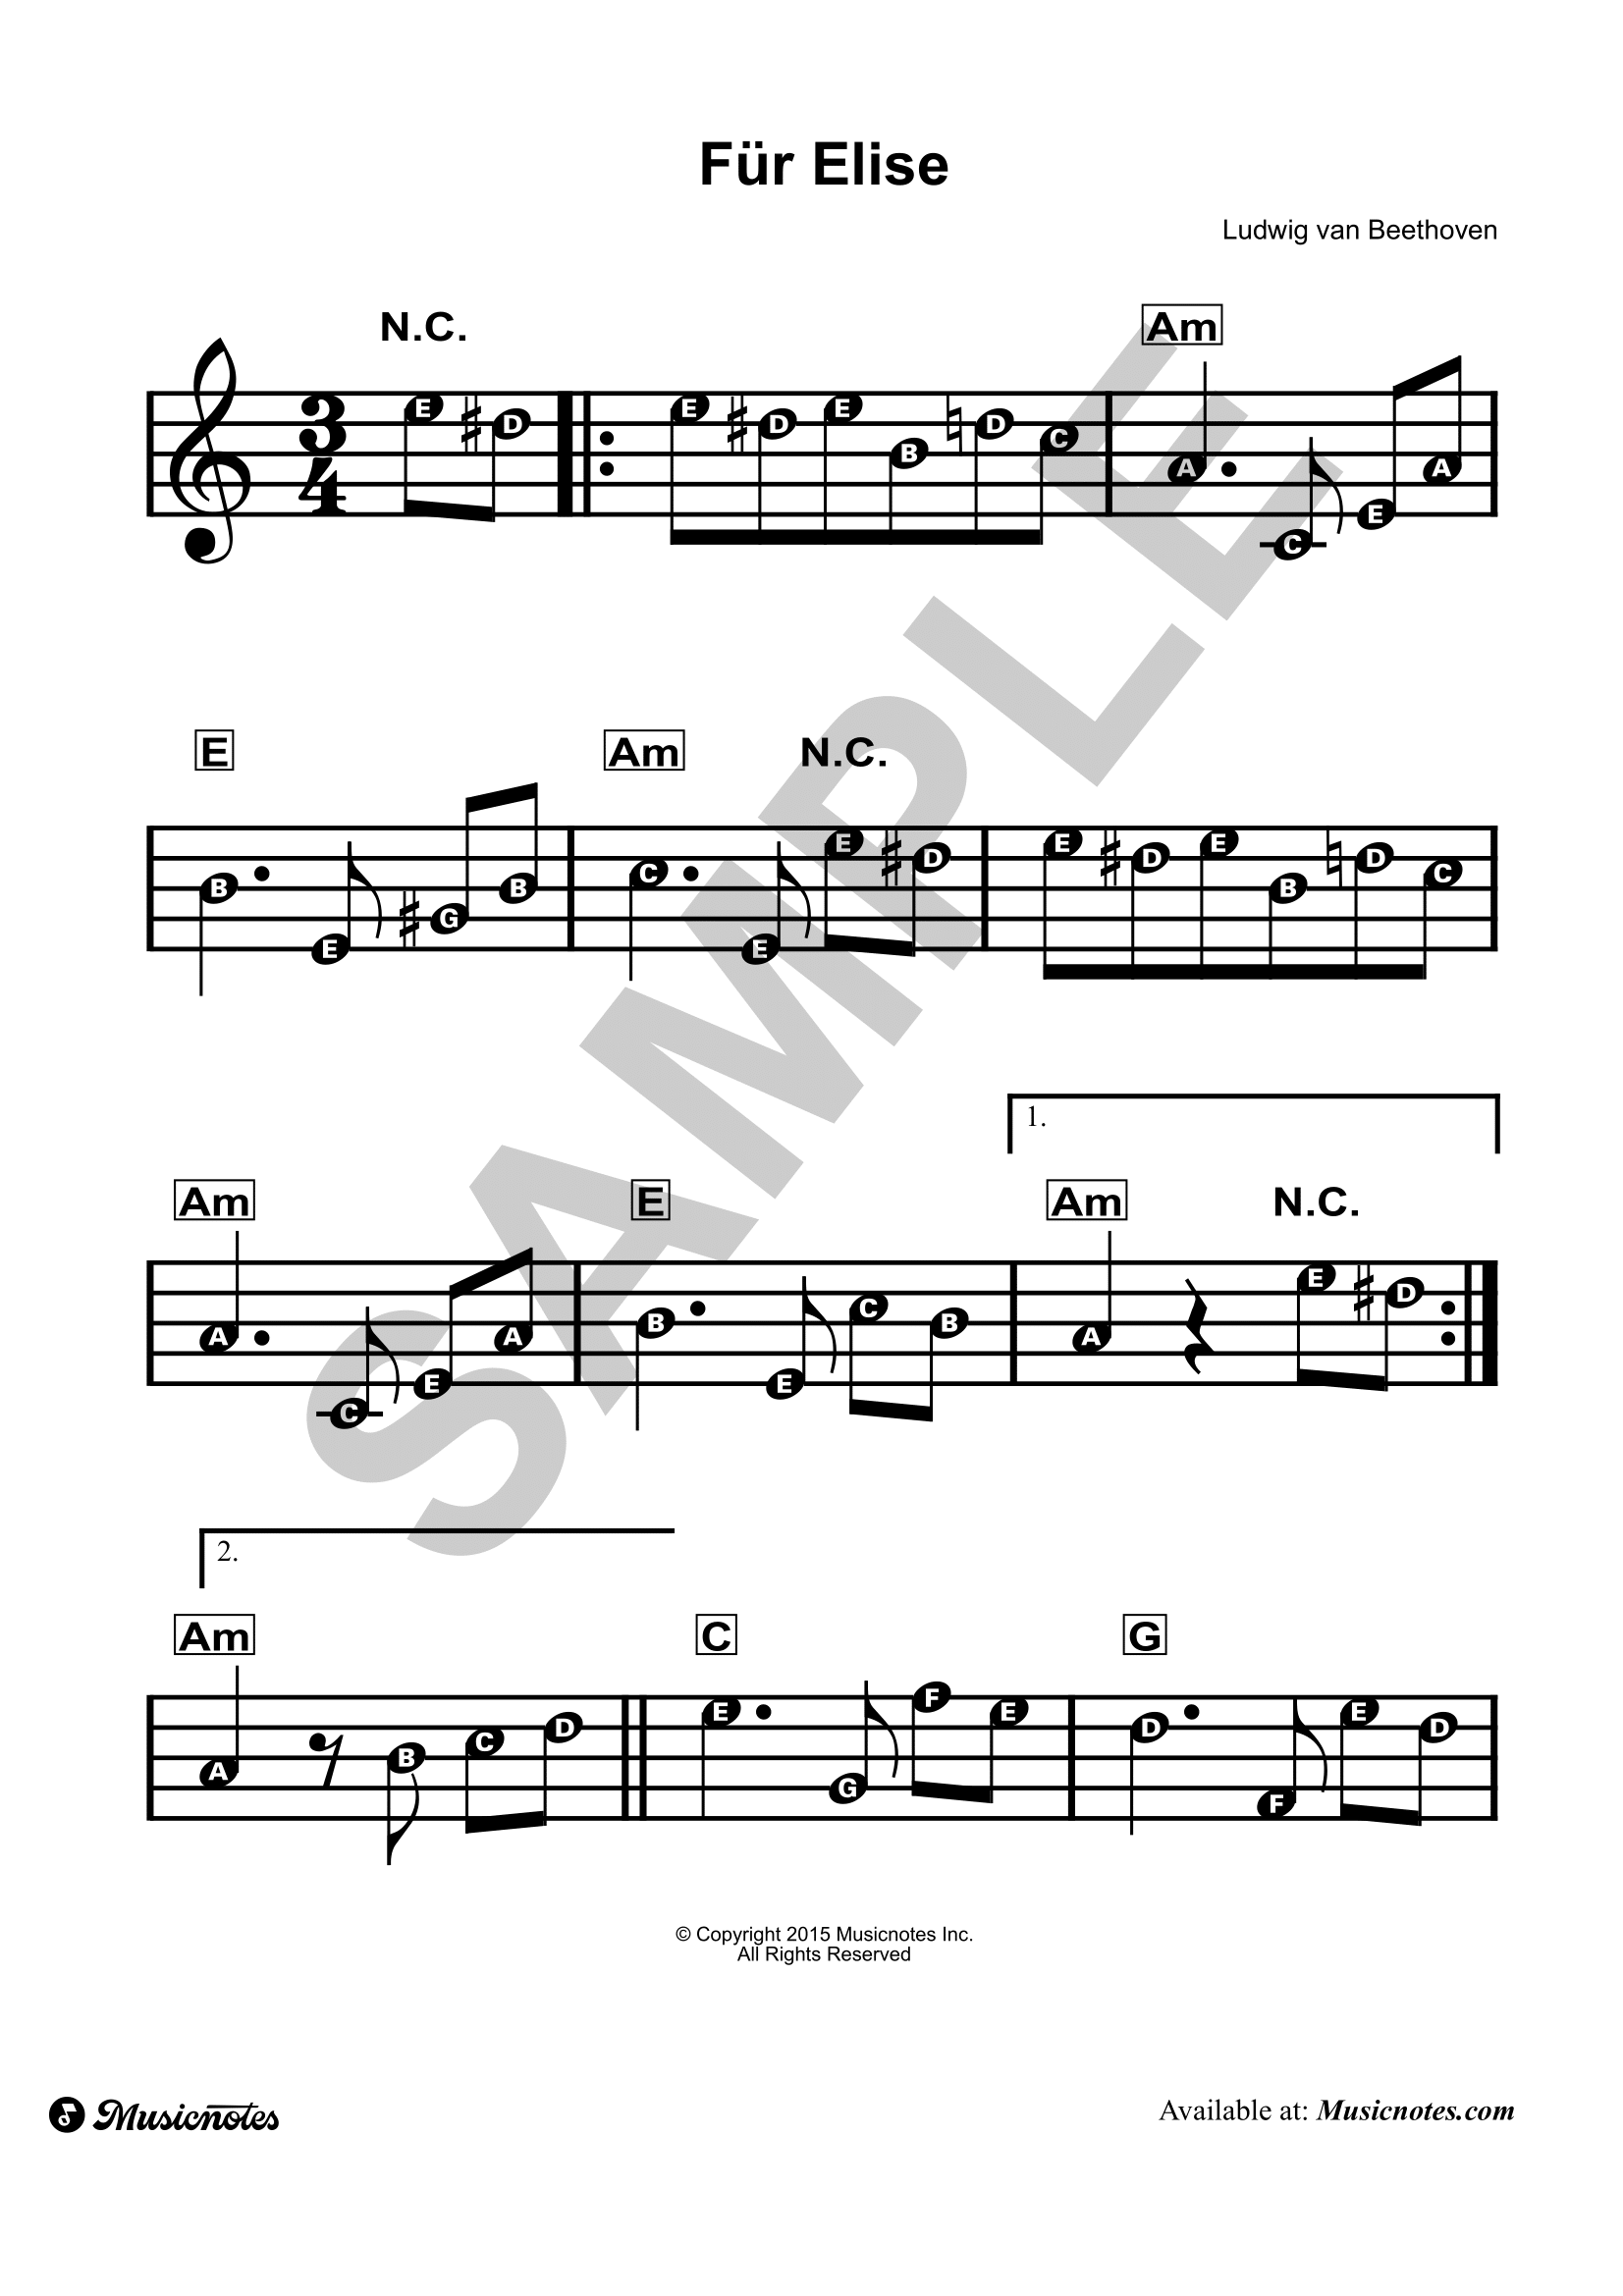 Für Elise
Ludwig van Beethoven
N.C. Am
3
4
E D E D E B D C A C E A
E Am N.C.
B E G B C E E D E D E B D C
1.
Am E Am N.C.
A C E A B E C B A E D
2.
Am C G
A B C D E G F E D F E D
SAMPLE
© Copyright 2015 Musicnotes Inc.
All Rights Reserved
Musicnotes
Available at: Musicnotes.com